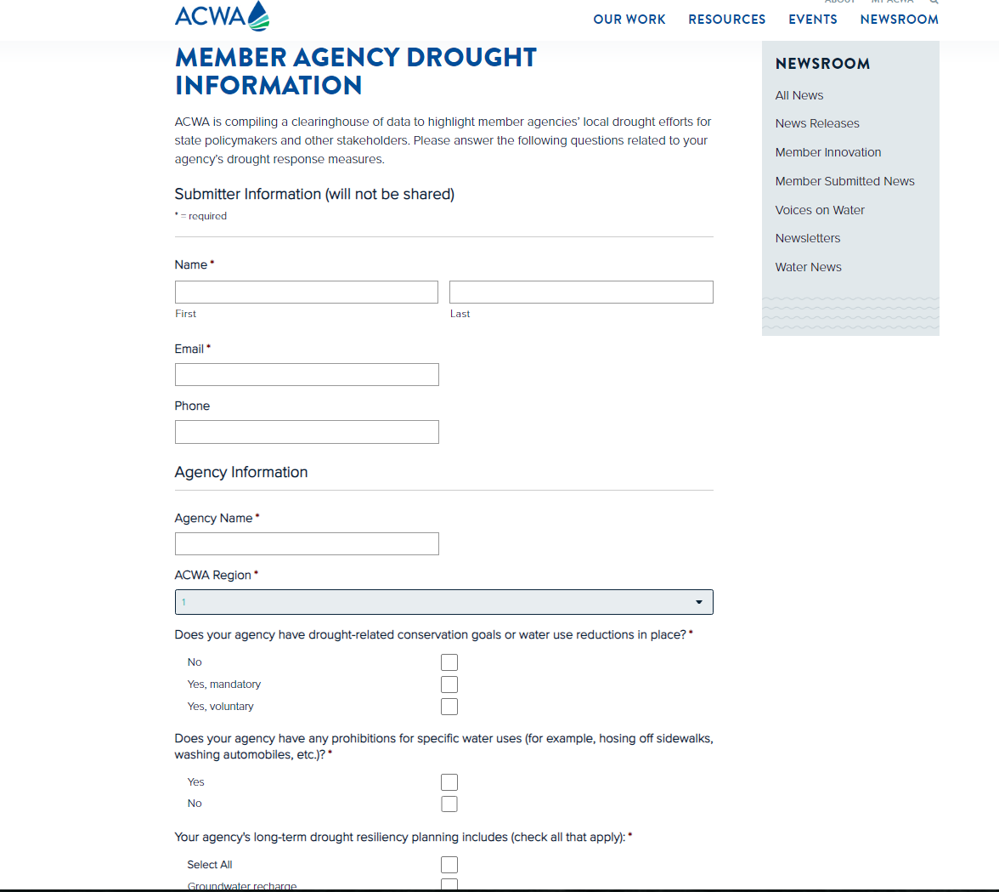 ABOUT MY ACWA
ACWA
OUR WORK RESOURCES EVENTS NEWSROOM
MEMBER AGENCY DROUGHT
INFORMATION
ACWA is compiling a clearinghouse of data to highlight member agencies’ local drought efforts for
state policymakers and other stakeholders. Please answer the following questions related to your
agency’s drought response measures.
Submitter Information (will not be shared)
* = required
Name *
First Last
Email *
Phone
Agency Information
Agency Name *
ACWA Region *
1
Does your agency have drought-related conservation goals or water use reductions in place? *
No
Yes, mandatory
Yes, voluntary
Does your agency have any prohibitions for specific water uses (for example, hosing off sidewalks,
washing automobiles, etc.)? *
Yes
No
Your agency's long-term drought resiliency planning includes (check all that apply): *
Select All
Groundwater recharge
NEWSROOM
All News
News Releases
Member Innovation
Member Submitted News
Voices on Water
Newsletters
Water News